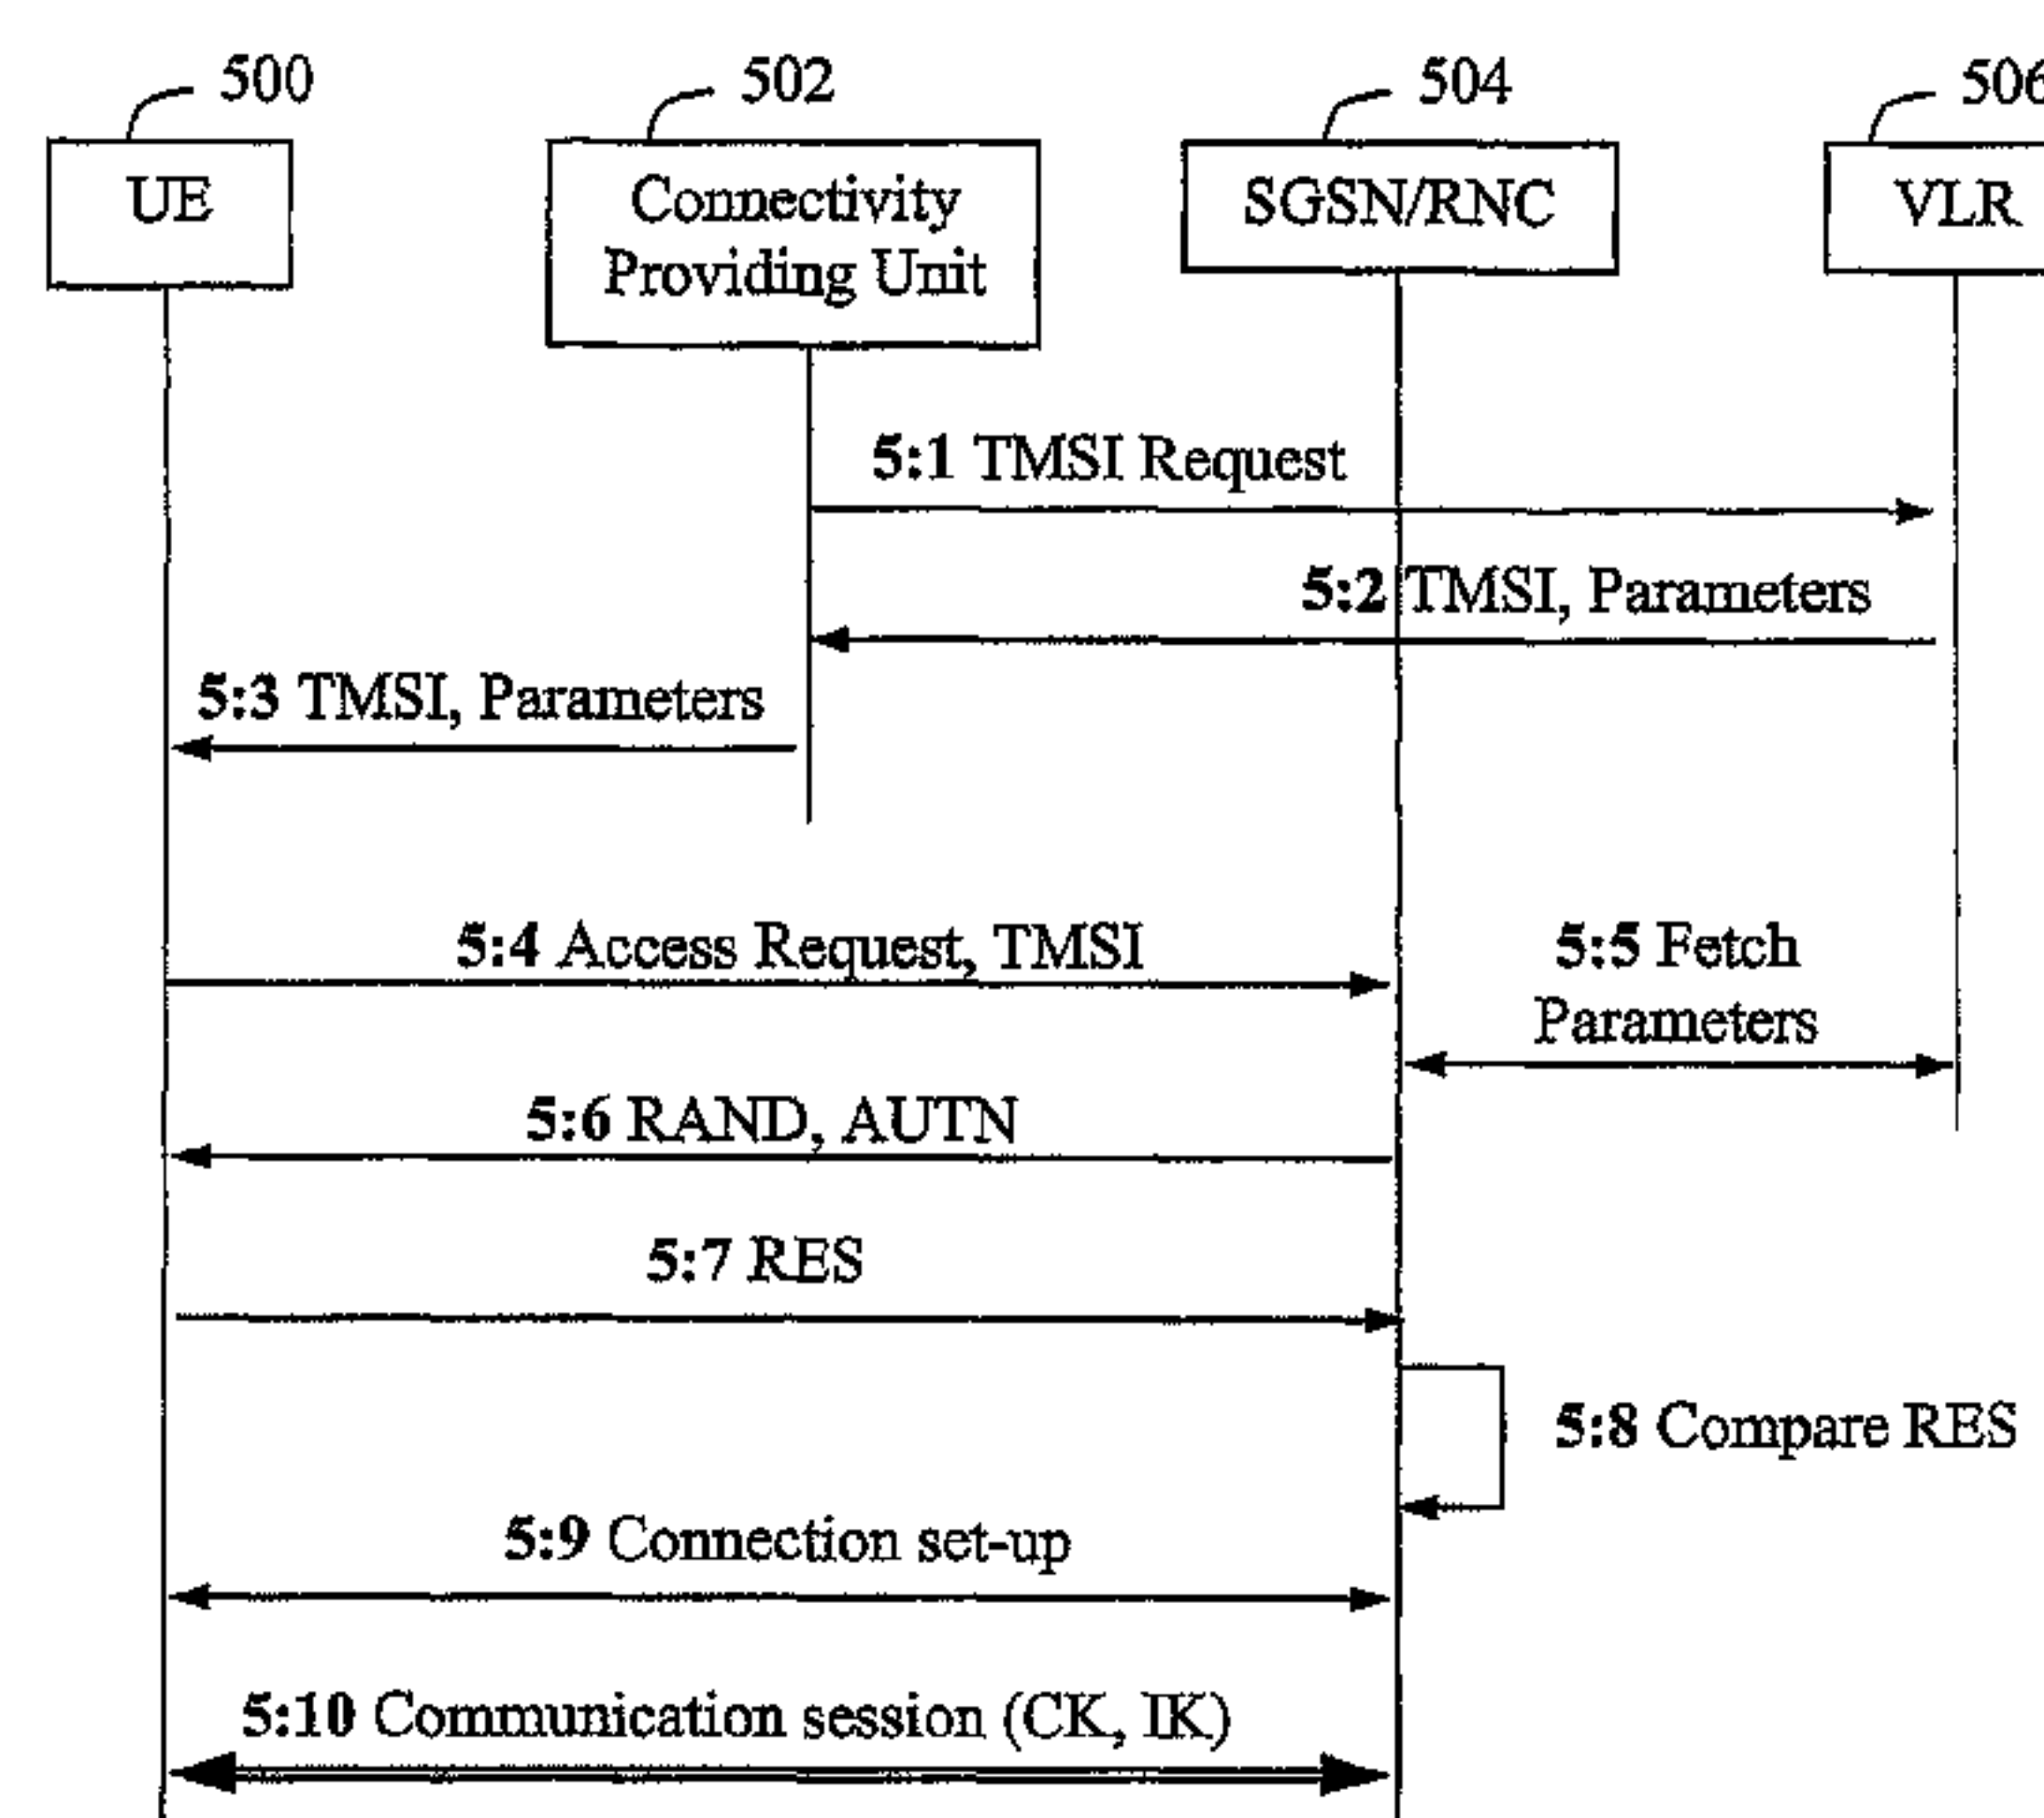 500
502
504
506
UE
Connectivity
Providing Unit
SGSN/RNC
VLR
5:1 TMSI Request
5:2 TMSI, Parameters
5:3 TMSI, Parameters
5:4 Access Request, TMSI
5:5 Fetch
Parameters
5:6 RAND, AUTN
5:7 RES
5:8 Compare RES
5:9 Connection set-up
5:10 Communication session (CK, IK)